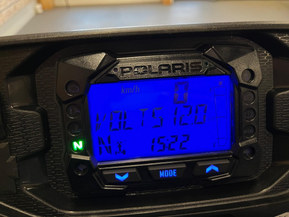 POLARIS
km/h 0
VOLTS 12.0
N 1522
N
MODE